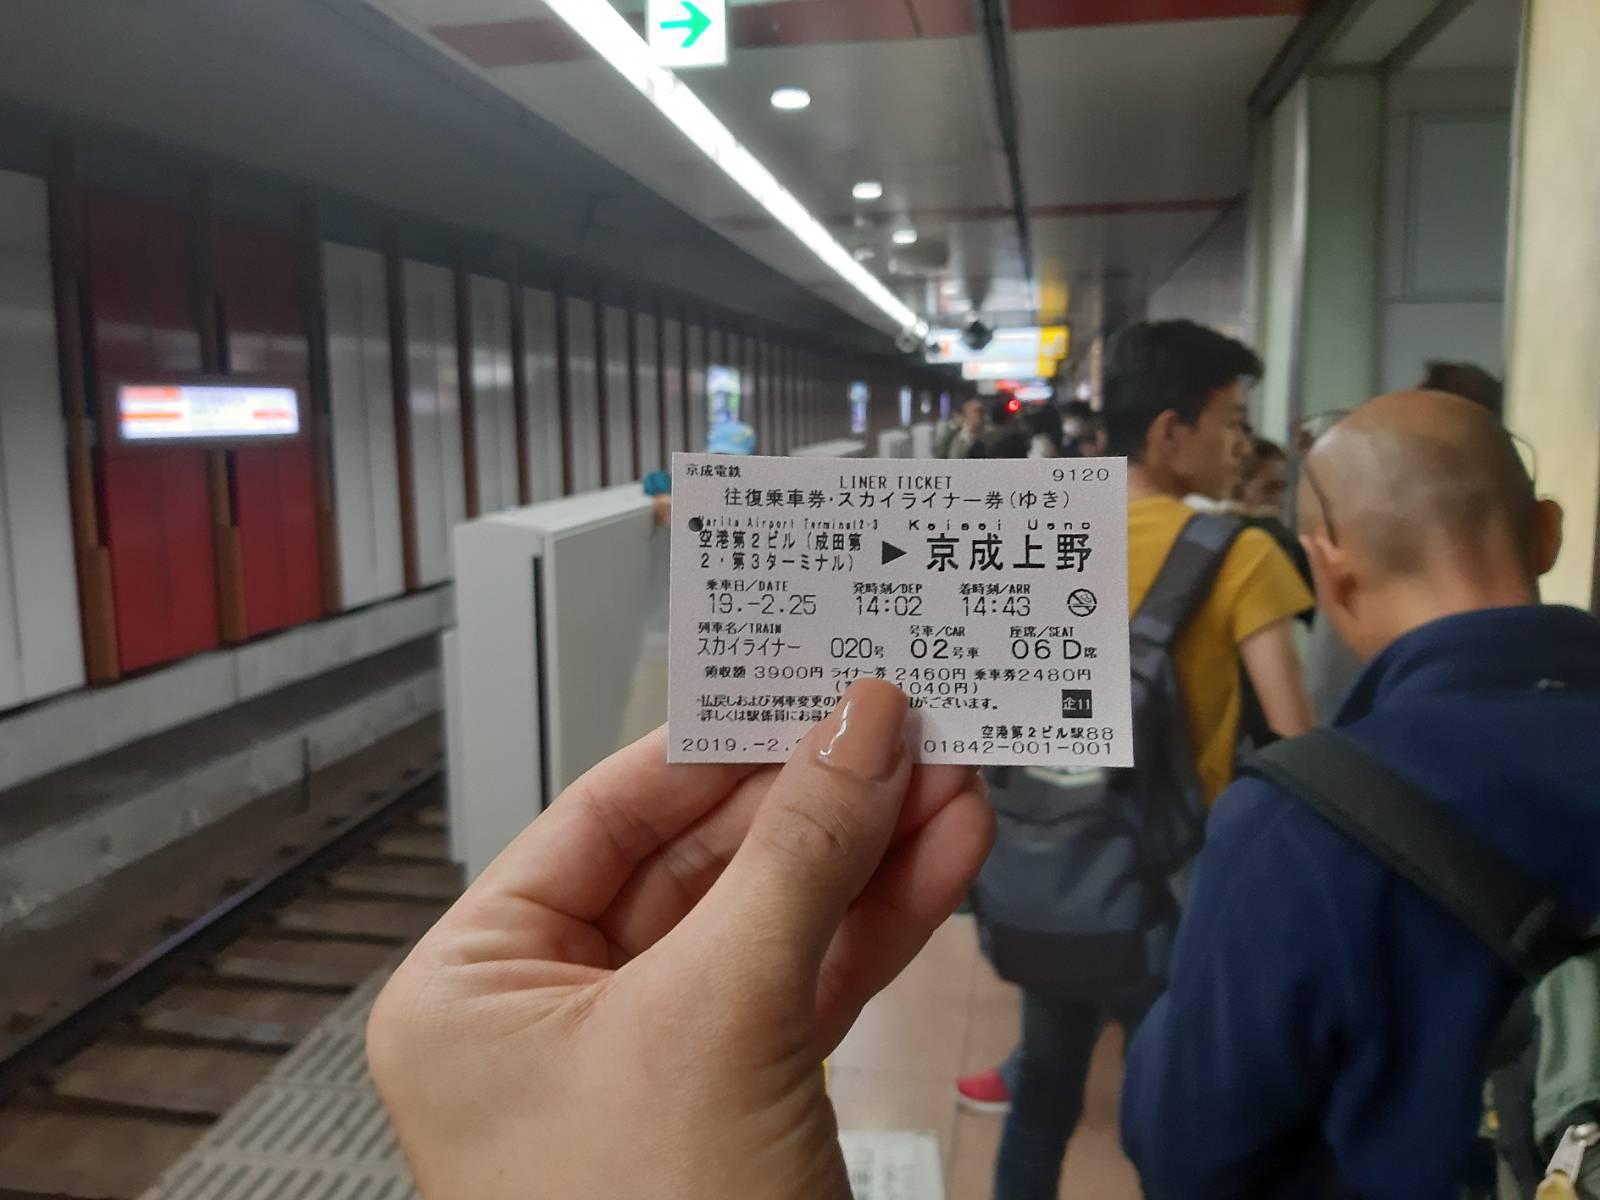 京成電鉄 LINER TICKET 9120
往復乗車券・スカイライナー券(ゆき)
Narita Airport Terminal2・3 Keisei Ueno
空港第2ビル(成田第
2・第3ターミナル) ▶ 京成上野
乗車日/DATE 発時刻/DEP 着時刻/ARR
19.-2.25 14:02 14:43
列車名/TRAIN 号車/CAR 座席/SEAT
スカイライナー 020号 02号車 06D席
領収額 3900円 ライナー券 2460円 乗車券2480円
1040円)
・払戻しおよび列車変更の がございます。
・詳しくは駅係員にお尋 企11
空港第2ビル駅88
2019.-2. 01842-001-001